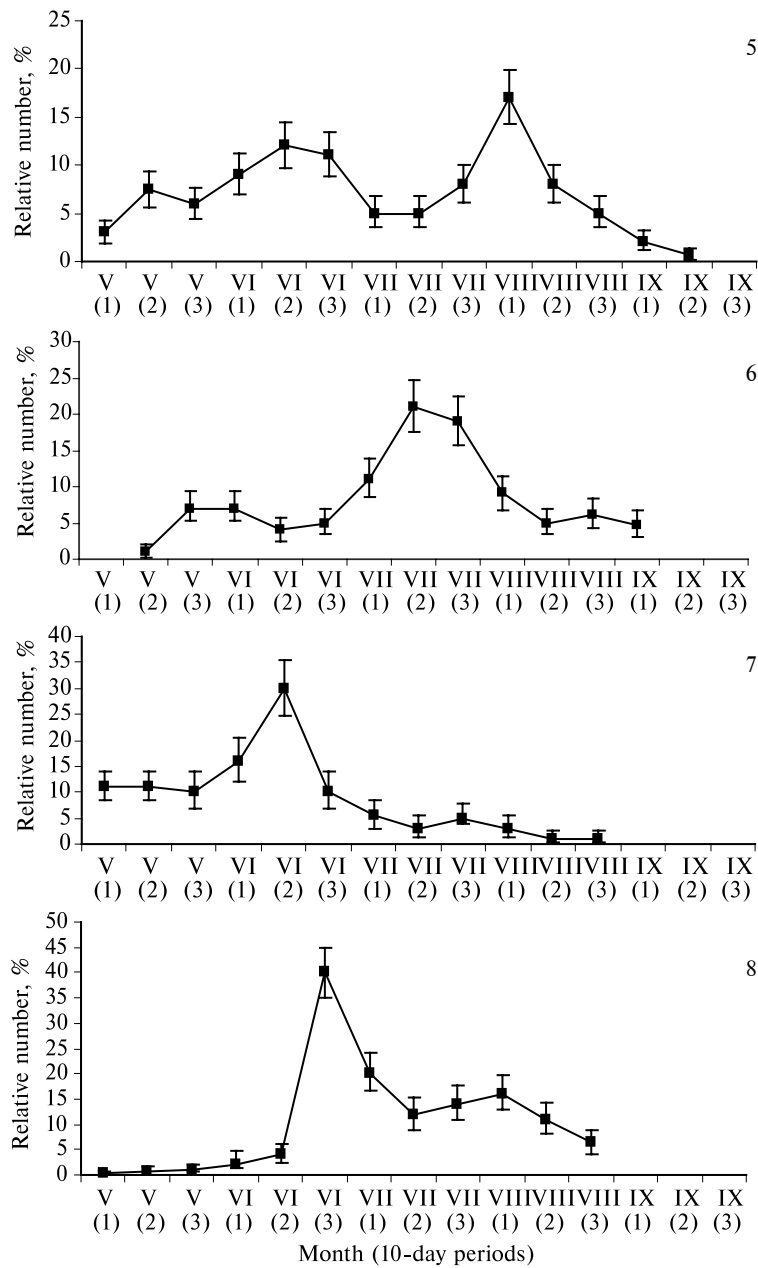 25
5
20
15
10
5
0
Relative number, %
V V V VI VI VI VII VII VII VIII VIII VIII IX IX IX
(1) (2) (3) (1) (2) (3) (1) (2) (3) (1) (2) (3) (1) (2) (3)
30
6
25
20
15
10
5
0
Relative number, %
V V V VI VI VI VII VII VII VIII VIII VIII IX IX IX
(1) (2) (3) (1) (2) (3) (1) (2) (3) (1) (2) (3) (1) (2) (3)
40
7
35
30
25
20
15
10
5
0
Relative number, %
V V V VI VI VI VII VII VII VIII VIII VIII IX IX IX
(1) (2) (3) (1) (2) (3) (1) (2) (3) (1) (2) (3) (1) (2) (3)
50
8
45
40
35
30
25
20
15
10
5
0
Relative number, %
V V V VI VI VI VII VII VII VIII VIII VIII IX IX IX
(1) (2) (3) (1) (2) (3) (1) (2) (3) (1) (2) (3) (1) (2) (3)
Month (10-day periods)